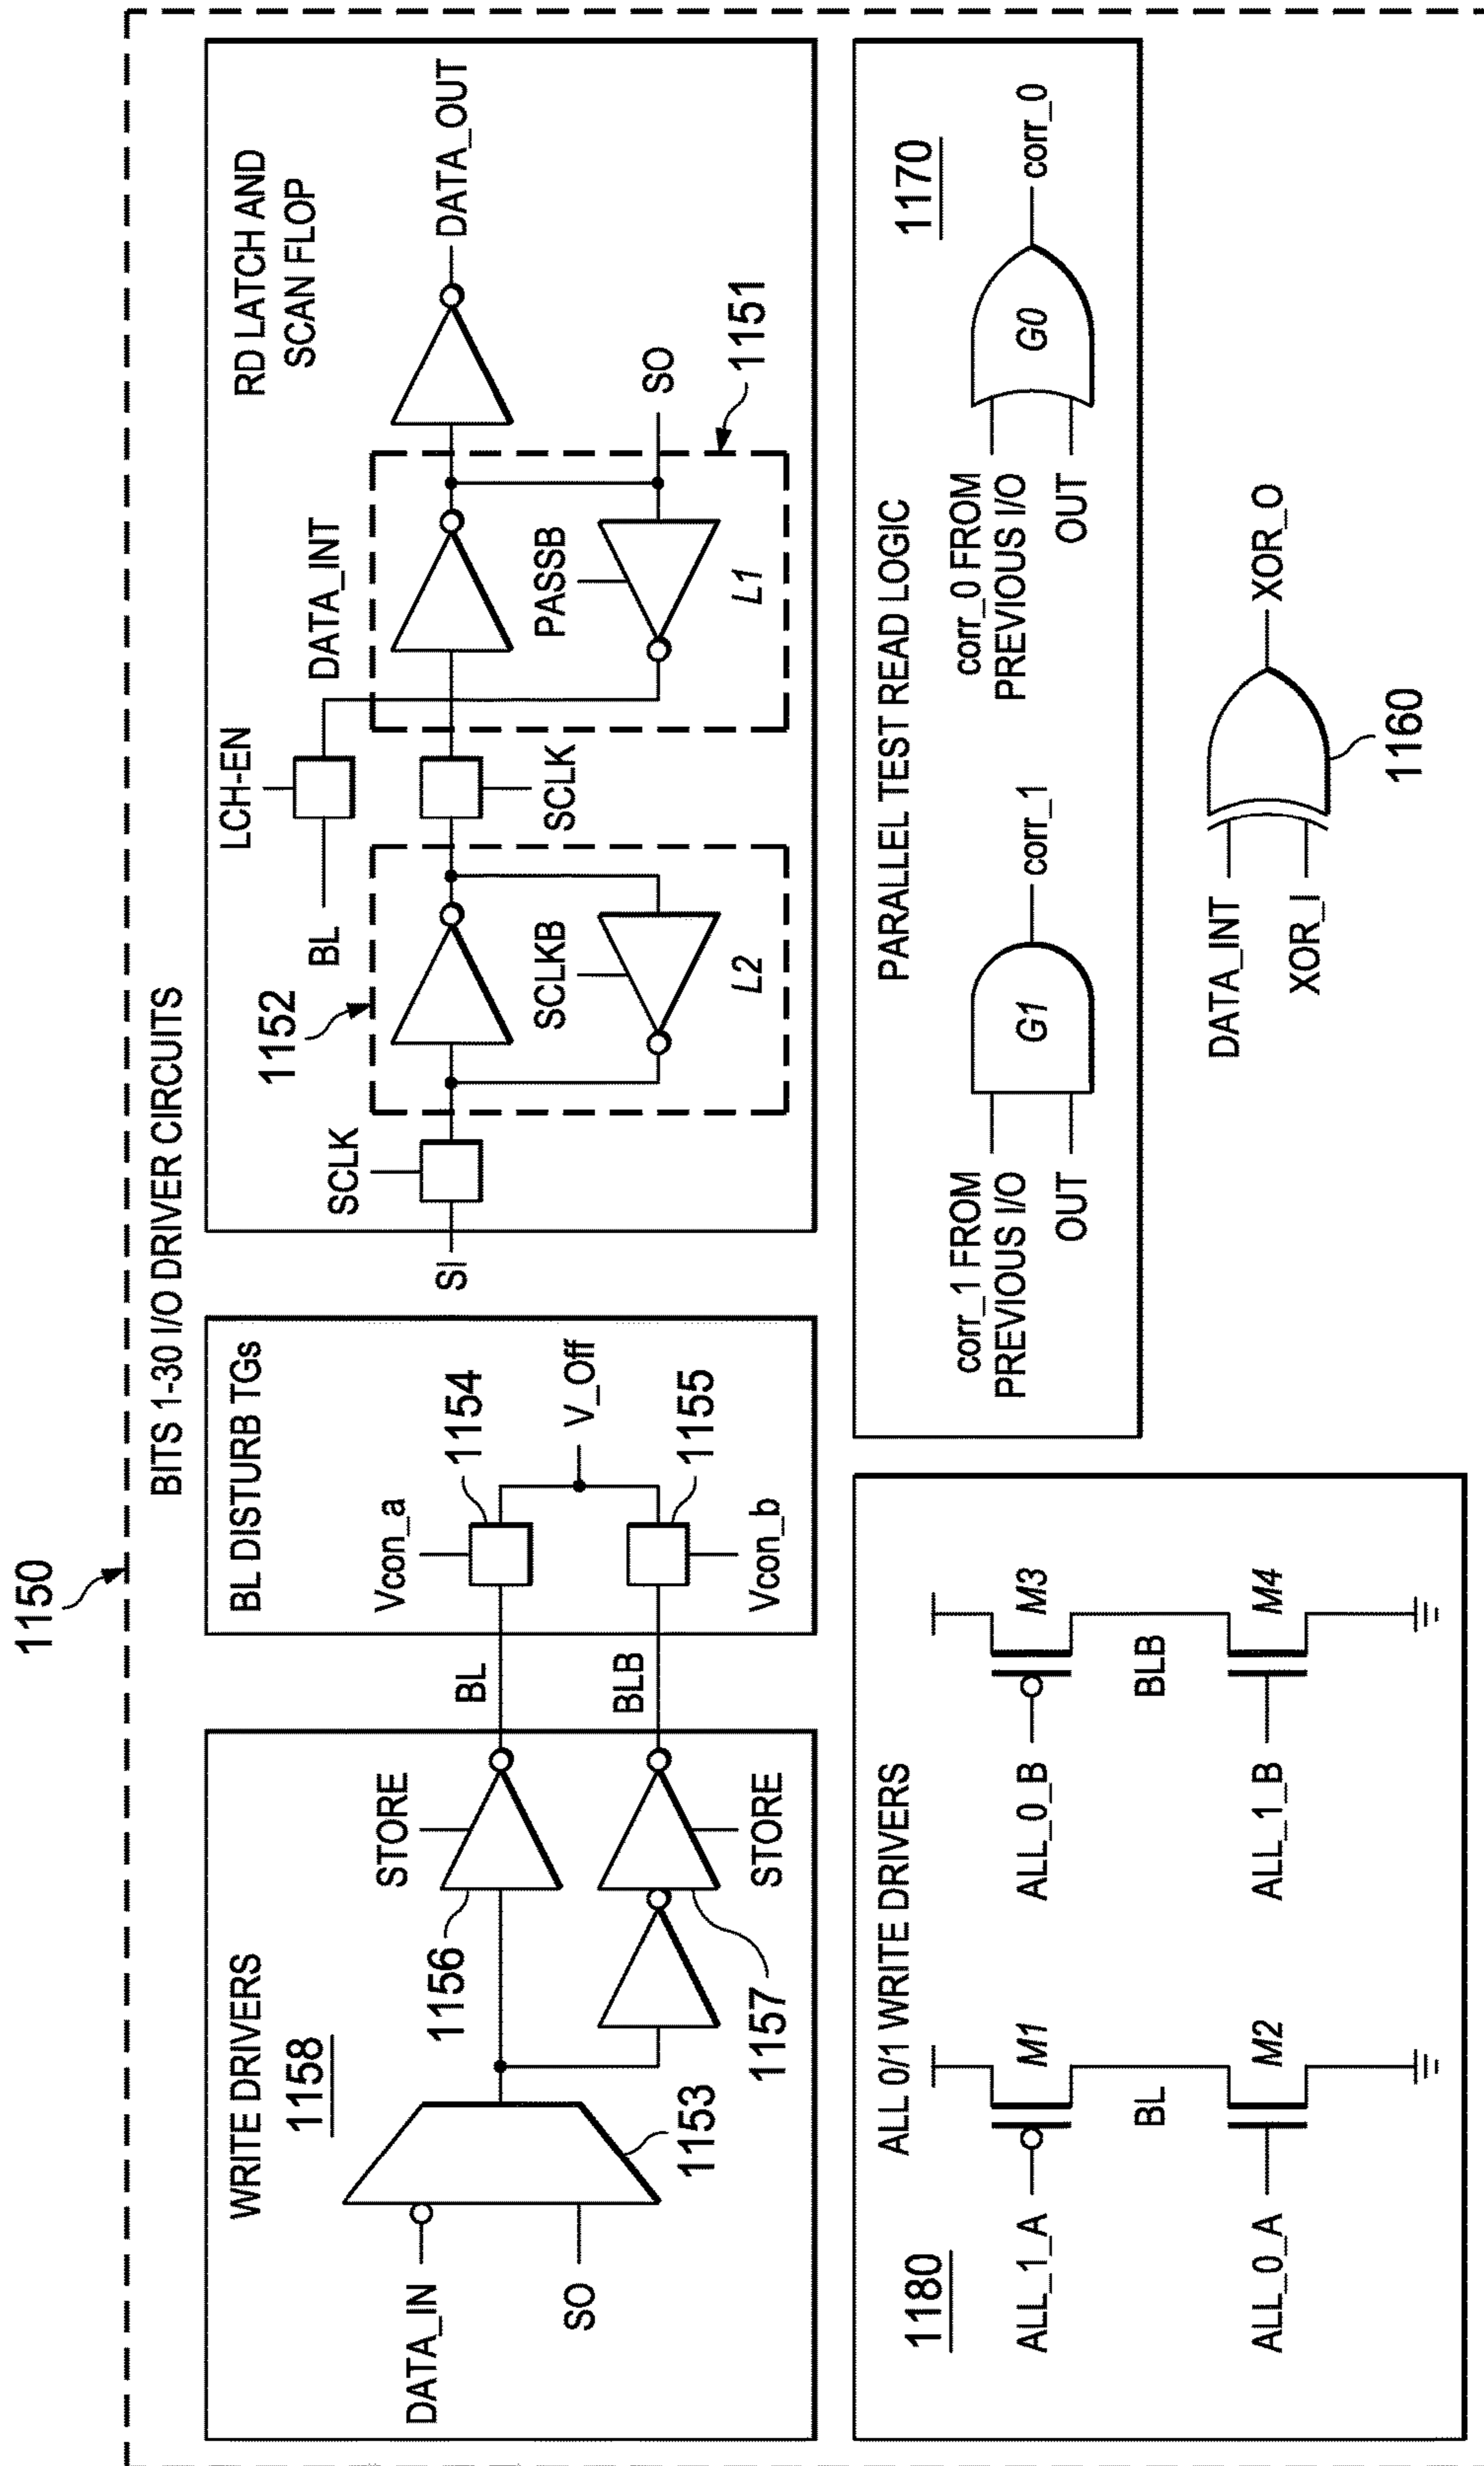 1150
BITS 1-30 I/O DRIVER CIRCUITS
WRITE DRIVERS
1158
DATA_IN
SO
1153
STORE
1156
1157
STORE
BL
BLB
BL DISTURB TGs
Vcon_a
1154
V_Off
1155
Vcon_b
RD LATCH AND
SCAN FLOP
SI
SCLK
1152
SCLKB
L2
BL
LCH-EN
SCLK
DATA_INT
PASSB
L1
SO
1151
DATA_OUT
ALL 0/1 WRITE DRIVERS
1180
ALL_1_A
M1
BL
ALL_0_A
M2
ALL_0_B
M3
BLB
ALL_1_B
M4
PARALLEL TEST READ LOGIC
1170
corr_1 FROM
PREVIOUS I/O
OUT
G1
corr_1
corr_0 FROM
PREVIOUS I/O
OUT
G0
corr_0
DATA_INT
XOR_I
XOR_O
1160